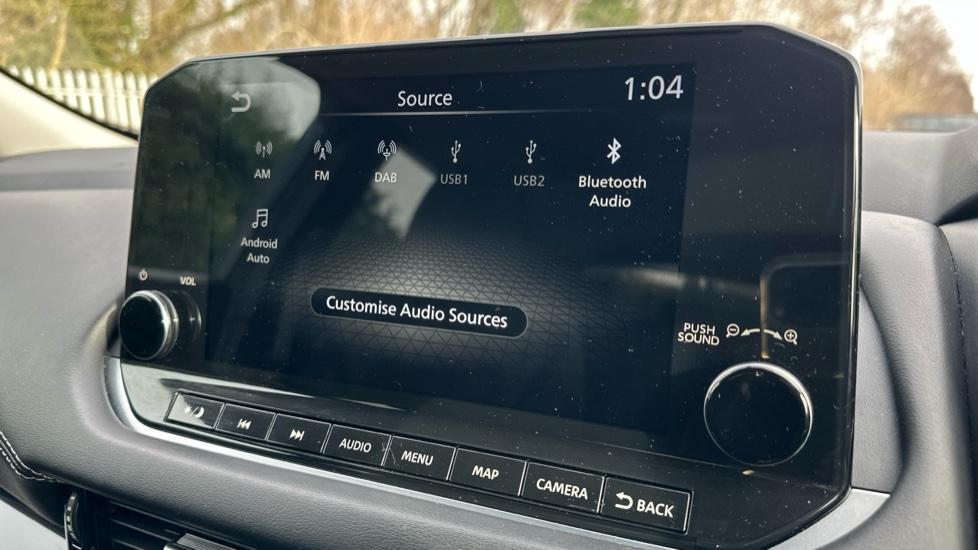 Source
1:04
AM
FM
DAB
USB1
USB2
Bluetooth
Audio
Android
Auto
Customise Audio Sources
VOL
PUSH
SOUND
AUDIO
MENU
MAP
CAMERA
BACK